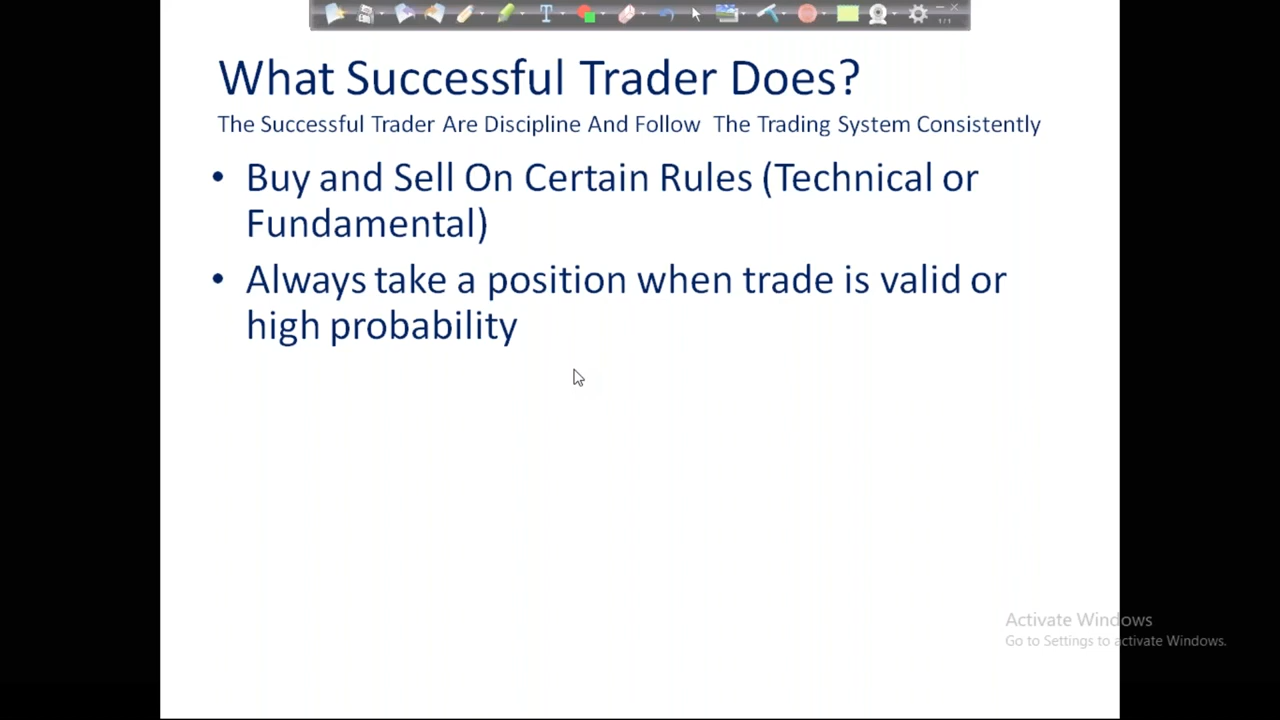 1/1
What Successful Trader Does?
The Successful Trader Are Discipline And Follow The Trading System Consistently
• Buy and Sell On Certain Rules (Technical or
Fundamental)
• Always take a position when trade is valid or
high probability
Activate Windows
Go to Settings to activate Windows.